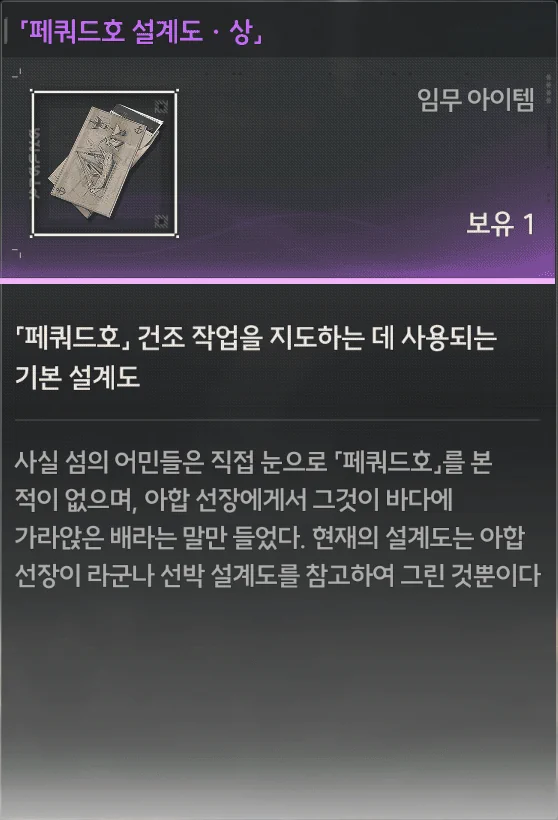 「페쿼드호 설계도 · 상」
임무 아이템
보유 1
「페쿼드호」 건조 작업을 지도하는 데 사용되는
기본 설계도
사실 섬의 어민들은 직접 눈으로 「페쿼드호」를 본
적이 없으며, 아합 선장에게서 그것이 바다에
가라앉은 배라는 말만 들었다. 현재의 설계도는 아합
선장이 라군나 선박 설계도를 참고하여 그린 것뿐이다